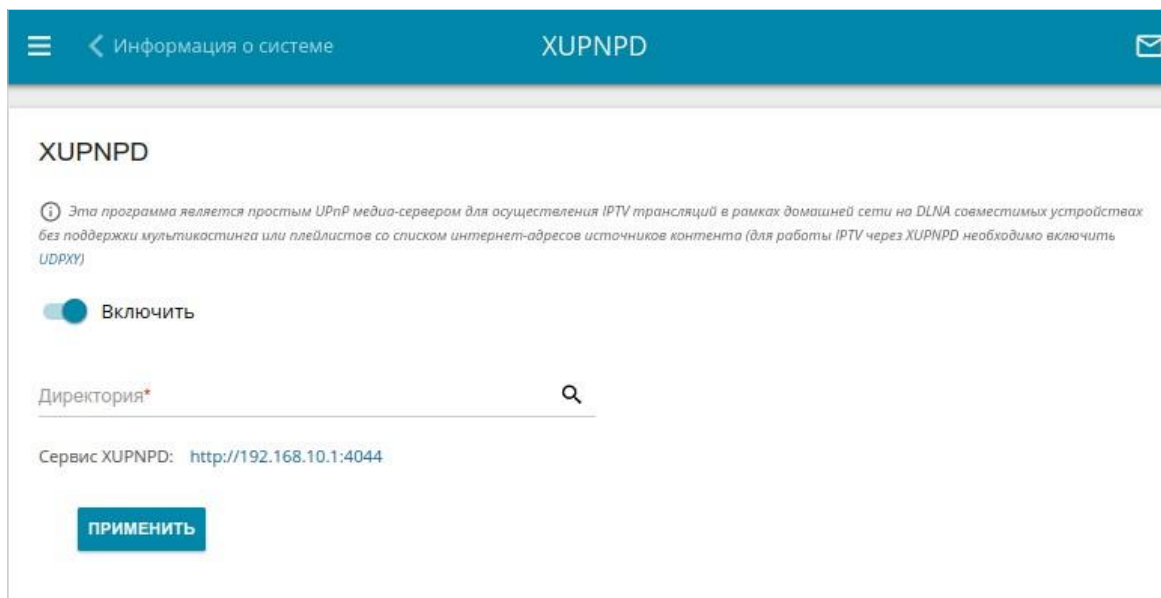 Информация о системе XUPNPD
XUPNPD
Эта программа является простым UPnP медиа-сервером для осуществления IPTV трансляций в рамках домашней сети на DLNA совместимых устройствах
без поддержки мультикастинга или плейлистов со списком интернет-адресов источников контента (для работы IPTV через XUPNPD необходимо включить
UDPXY)
Включить
Директория*
Сервис XUPNPD: http://192.168.10.1:4044
ПРИМЕНИТЬ